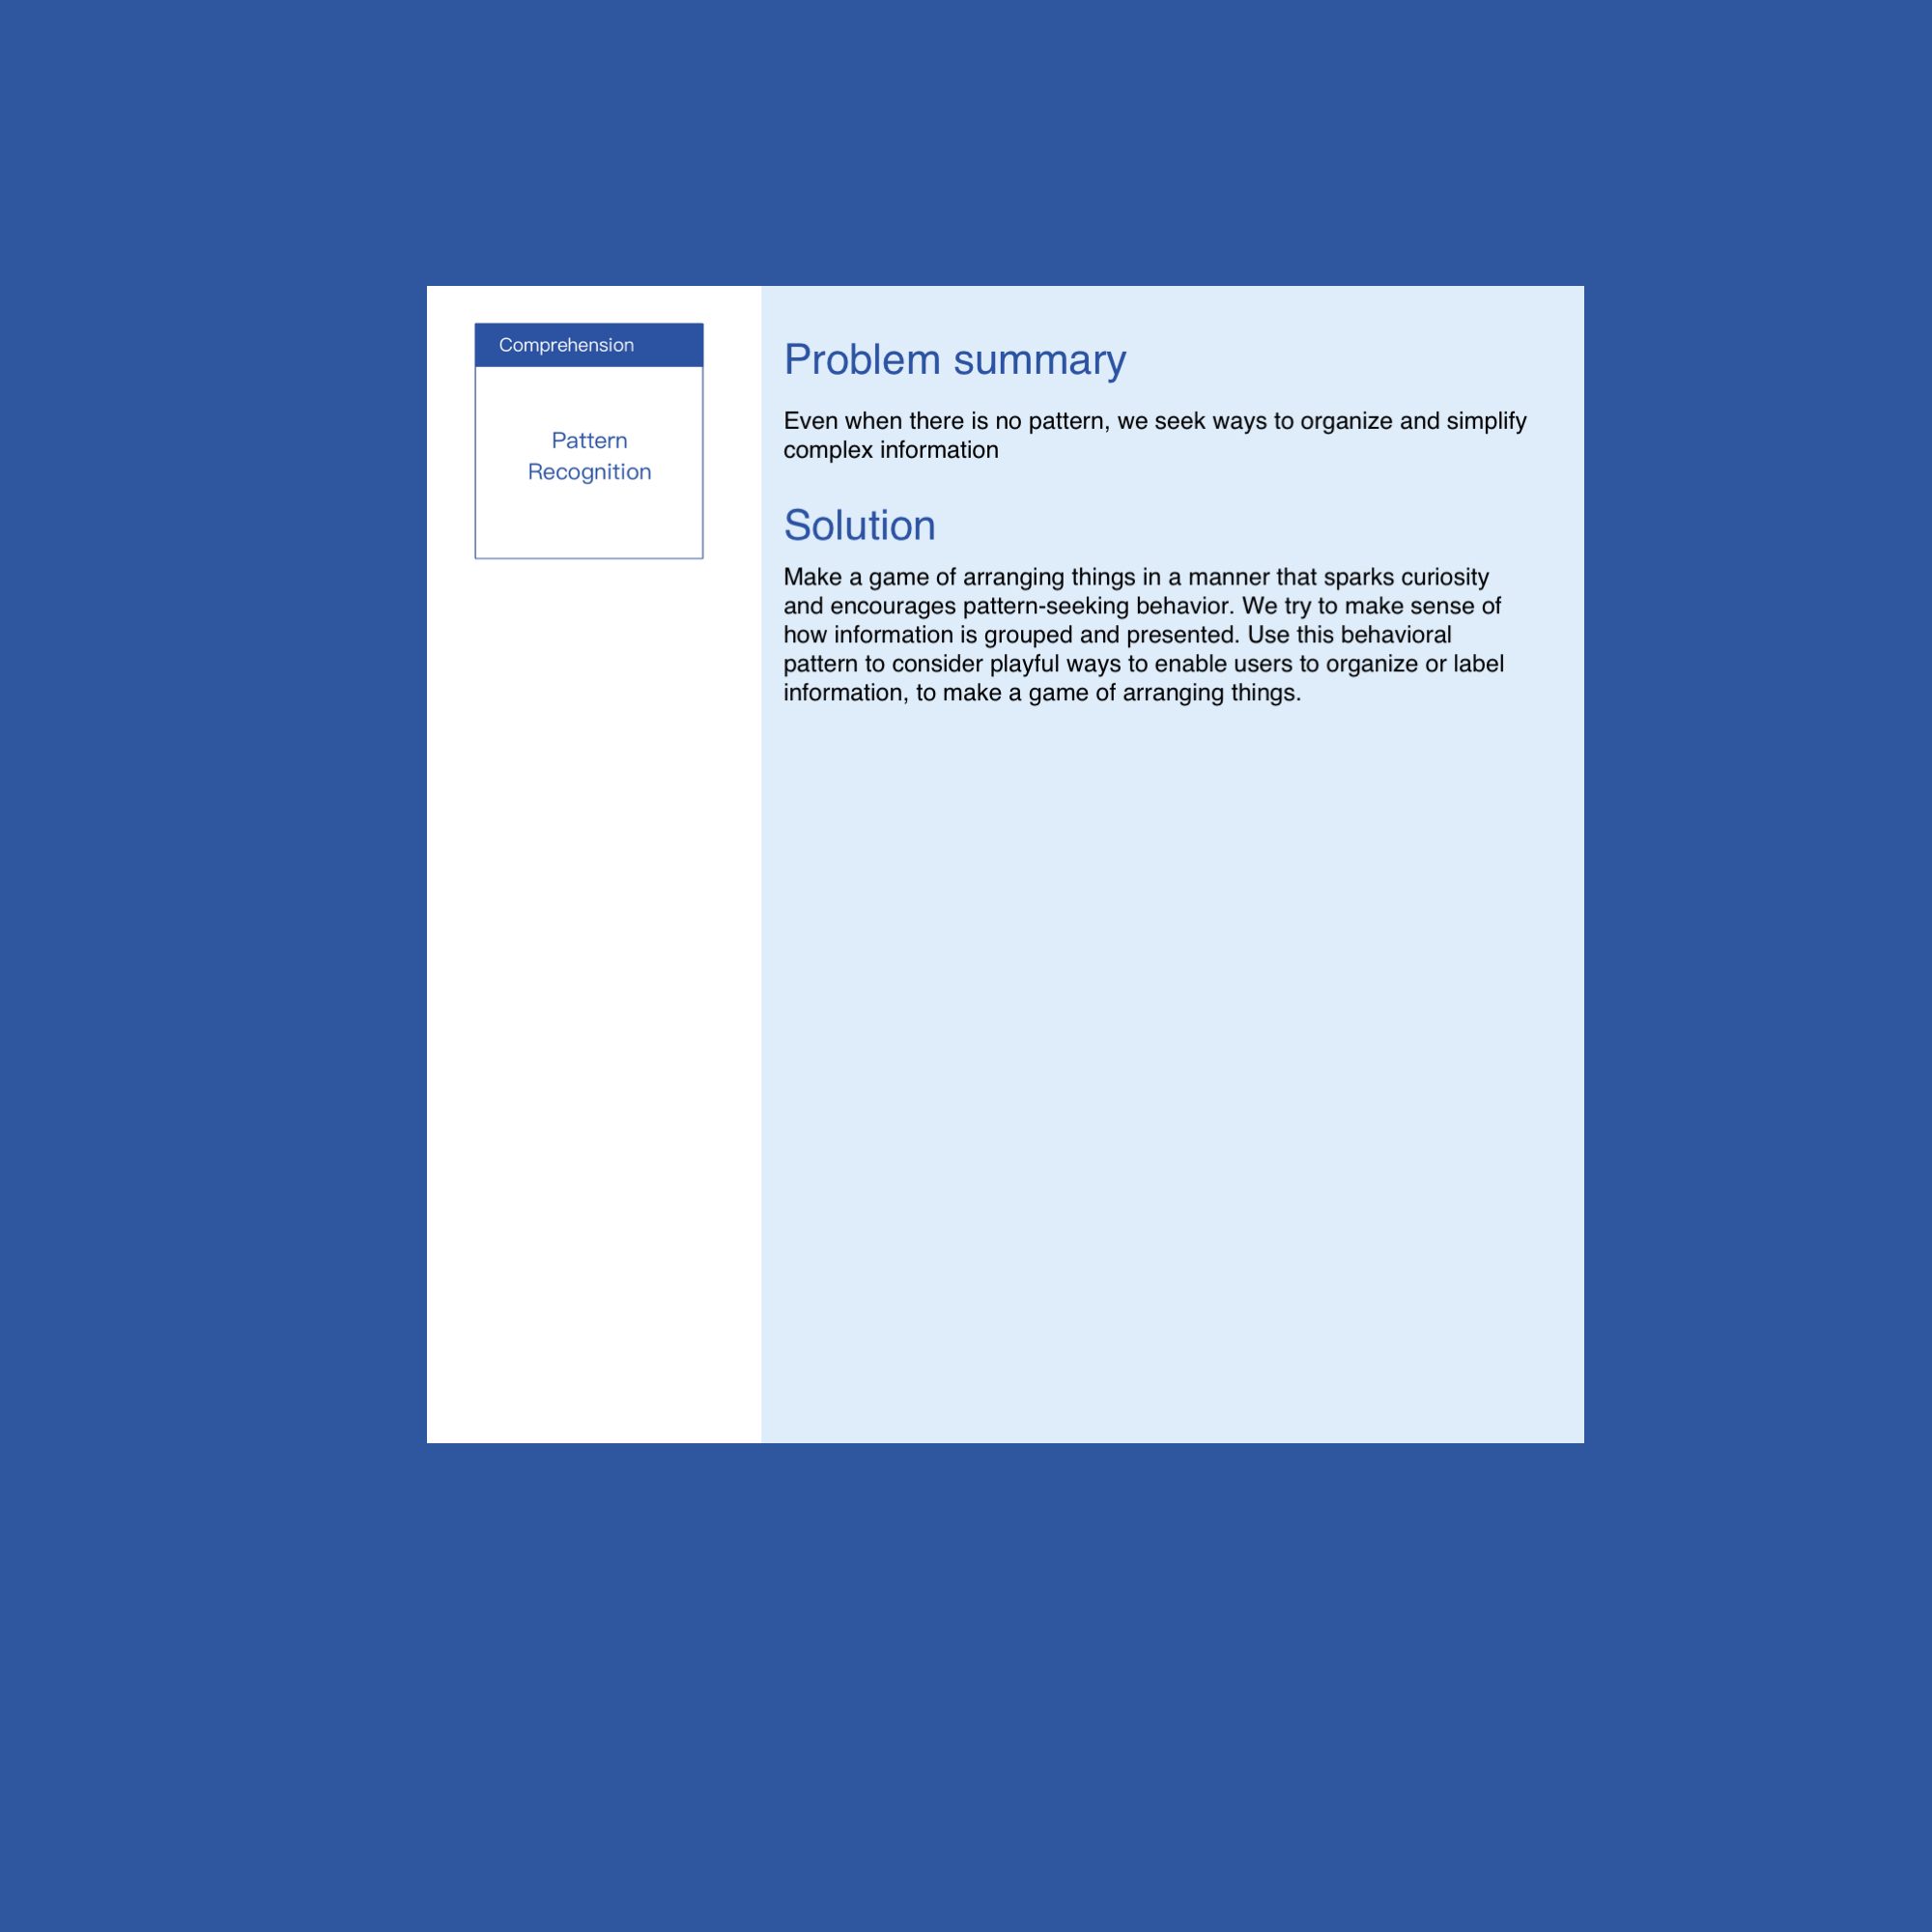 Comprehension
Pattern
Recognition
Problem summary
Even when there is no pattern, we seek ways to organize and simplify
complex information
Solution
Make a game of arranging things in a manner that sparks curiosity
and encourages pattern-seeking behavior. We try to make sense of
how information is grouped and presented. Use this behavioral
pattern to consider playful ways to enable users to organize or label
information, to make a game of arranging things.